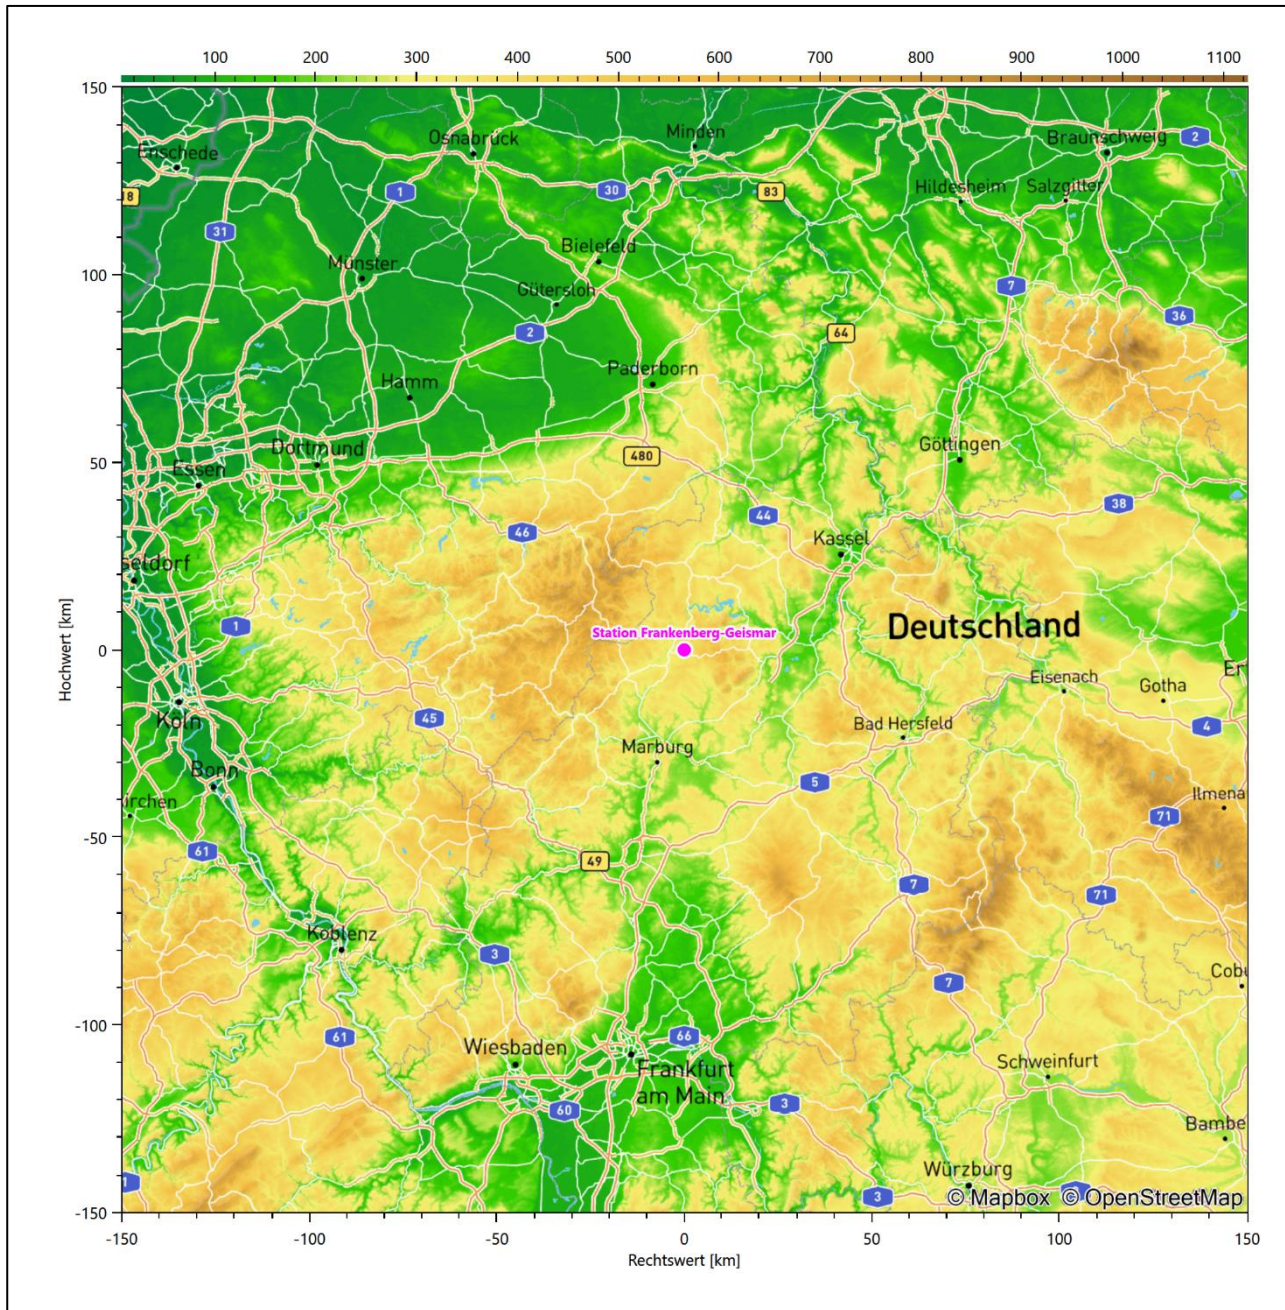 100 200 300 400 500 600 700 800 900 1000 1100
150
Osnabrück
Minden
Braunschweig
2
Enschede
1
30
83
Hildesheim
Salzgitter
18
31
Bielefeld
Münster
100
Gütersloh
7
36
2
64
Paderborn
Hamm
Dortmund
Göttingen
50
Essen
480
38
44
46
Kassel
seldorf
1
Deutschland
Station Frankenberg-Geismar
0
Hochwert [km]
Er
Eisenach
Gotha
Köln
45
Bad Hersfeld
4
Marburg
Bonn
5
Ilmena
irchen
71
-50
61
49
7
71
Koblenz
3
7
Cobu
-100
61
66
Wiesbaden
Schweinfurt
Frankfurt
am Main
3
60
Bambe
Würzburg
1
3
© Mapbox © OpenStreetMap
-150
-150 -100 -50 0 50 100 150
Rechtswert [km]